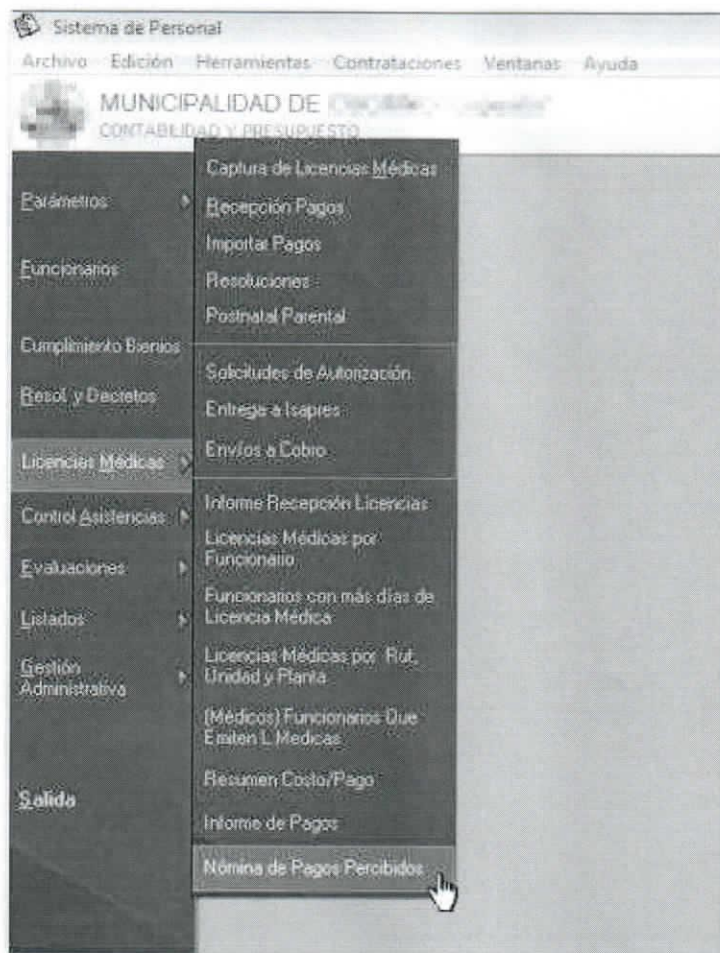 Sistema de Personal
Archivo Edición Herramientas Contrataciones Ventanas Ayuda
MUNICIPALIDAD DE
CONTABILIDAD Y PRESUPUESTO
Parámetros
Funcionarios
Cumplimiento Bienios
Resol. y Decretos
Licencias Médicas
Control Asistencias
Evaluaciones
Listados
Gestión
Administrativa
Salida
Captura de Licencias Médicas
Recepción Pagos
Importar Pagos
Resoluciones
Postnatal Parental
Solicitudes de Autorización
Entrega a Isapres
Envíos a Cobro
Informe Recepción Licencias
Licencias Médicas por
Funcionario
Funcionarios con más días de
Licencia Médica
Licencias Médicas por Rut,
Unidad y Planta
(Médicos) Funcionarios Que
Emiten L.Medicas
Resumen Costo/Pago
Informe de Pagos
Nómina de Pagos Percibidos